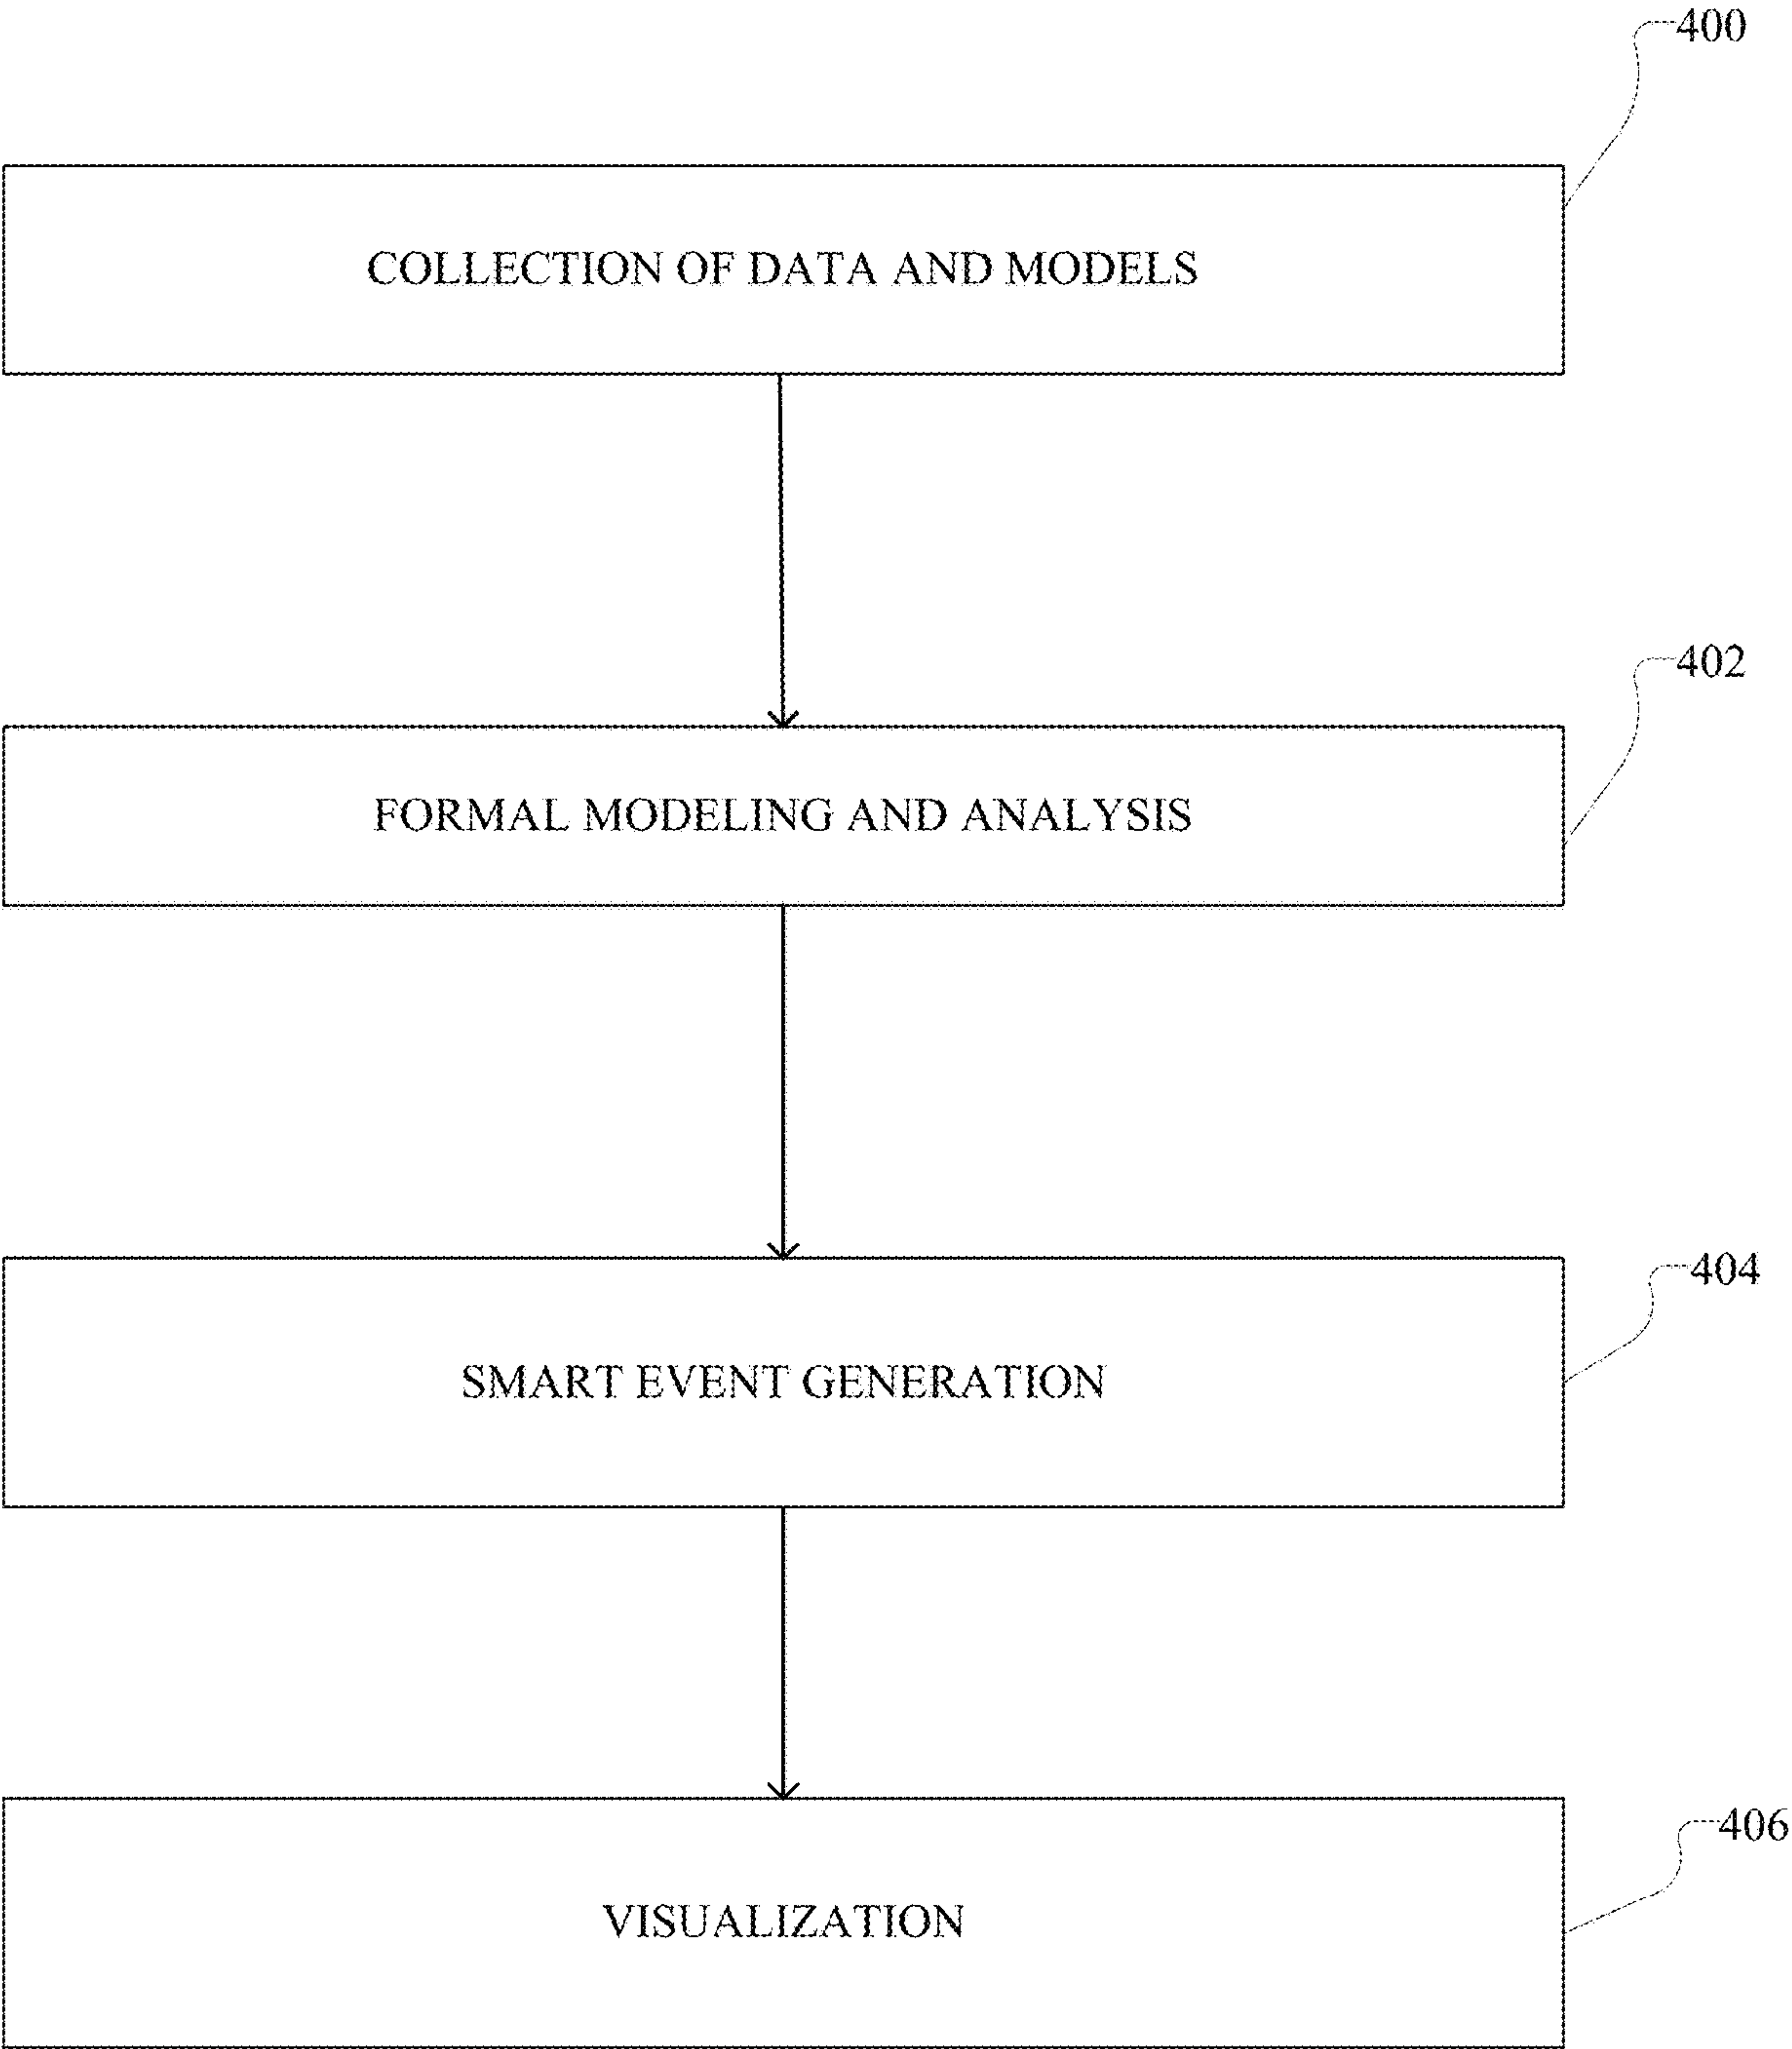 400
COLLECTION OF DATA AND MODELS
402
FORMAL MODELING AND ANALYSIS
404
SMART EVENT GENERATION
406
VISUALIZATION